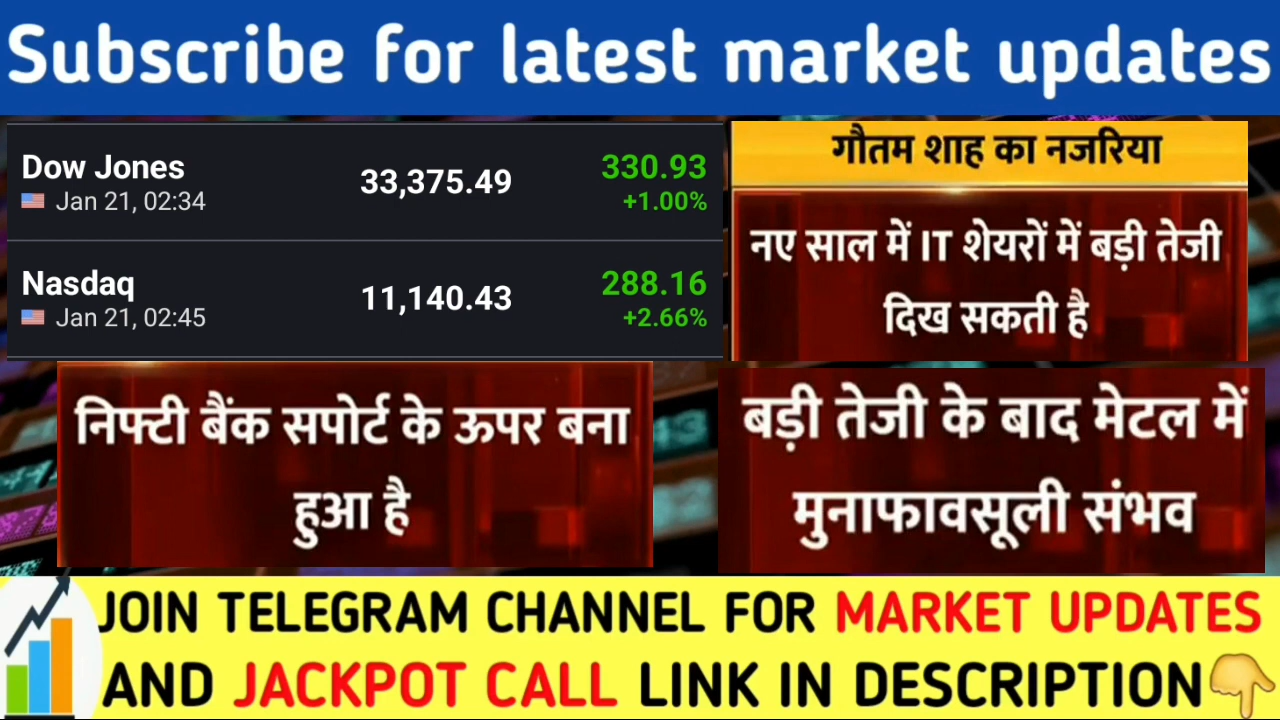 Subscribe for latest market updates
Dow Jones
Jan 21, 02:34
33,375.49
330.93
+1.00%
Nasdaq
Jan 21, 02:45
11,140.43
288.16
+2.66%
गौतम शाह का नजरिया
नए साल में IT शेयरों में बड़ी तेजी
दिख सकती है
निफ्टी बैंक सपोर्ट के ऊपर बना
हुआ है
बड़ी तेजी के बाद मेटल में
मुनाफावसूली संभव
JOIN TELEGRAM CHANNEL FOR MARKET UPDATES
AND JACKPOT CALL LINK IN DESCRIPTION